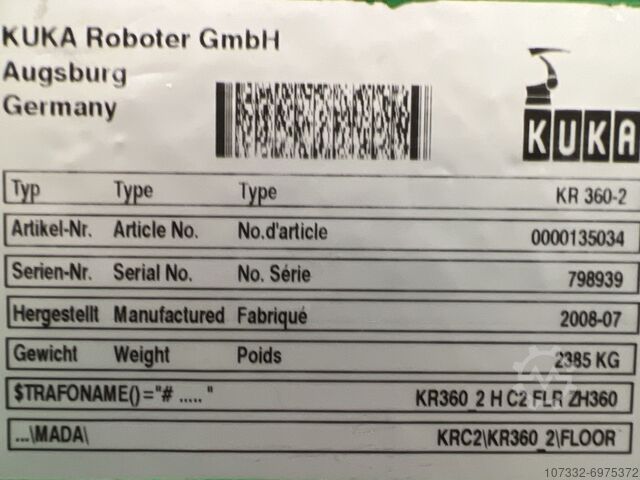 KUKA Roboter GmbH
Augsburg
Germany
KUKA
Typ Type Type KR 360-2
Artikel-Nr. Article No. No.d'article 0000135034
Serien-Nr. Serial No. No. Série 798939
Hergestellt Manufactured Fabriqué 2008-07
Gewicht Weight Poids 2385 KG
$TRAFONAME()="# ..... " KR360_2 H C2 FLR ZH360
...\MADA\ KRC2\KR360_2\FLOOR
107332-6975372